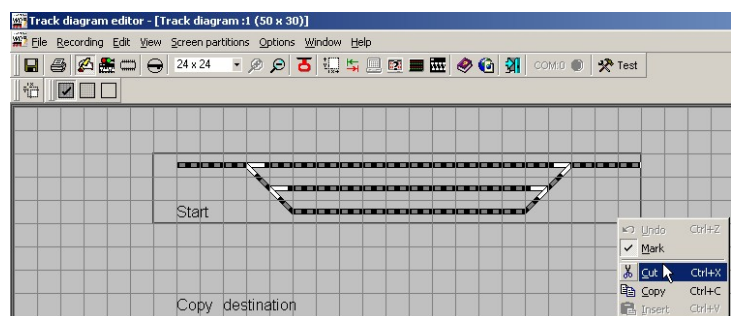 Track diagram editor - [Track diagram :1 (50 x 30)]
File Recording Edit View Screen partitions Options Window Help
24 x 24 COM:0 Test
Start
Undo Ctrl+Z
Mark
Cut Ctrl+X
Copy Ctrl+C
Insert Ctrl+V
Copy destination